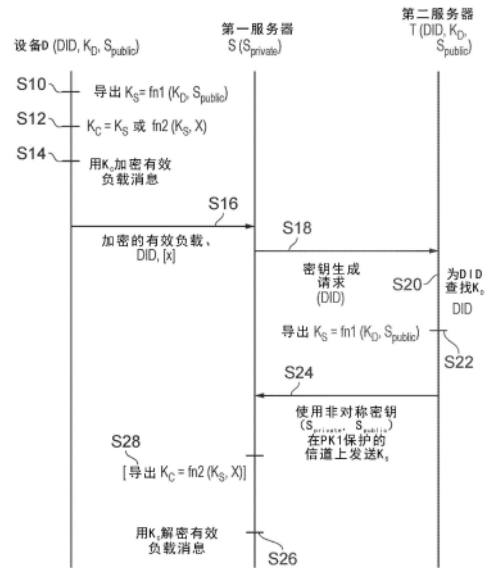 设备D (DID, K_D, S_public)
第一服务器
S (S_private)
第二服务器
T (DID, K_D,
S_public)
S10
导出 K_S= fn1 (K_D, S_public)
S12
K_C = K_S 或 fn2 (K_S, X)
S14
用K_C加密有效
负载消息
S16
加密的有效负载、
DID, [x]
S18
密钥生成
请求
(DID)
S20
为DID
查找K_D
DID
导出 K_S = fn1 (K_D, S_public)
S22
S24
使用非对称密钥
(S_private, S_public)
在PK1保护的
信道上发送K_S
S28
[导出 K_C = fn2 (K_S, X)]
用K_C解密有效
负载消息
S26